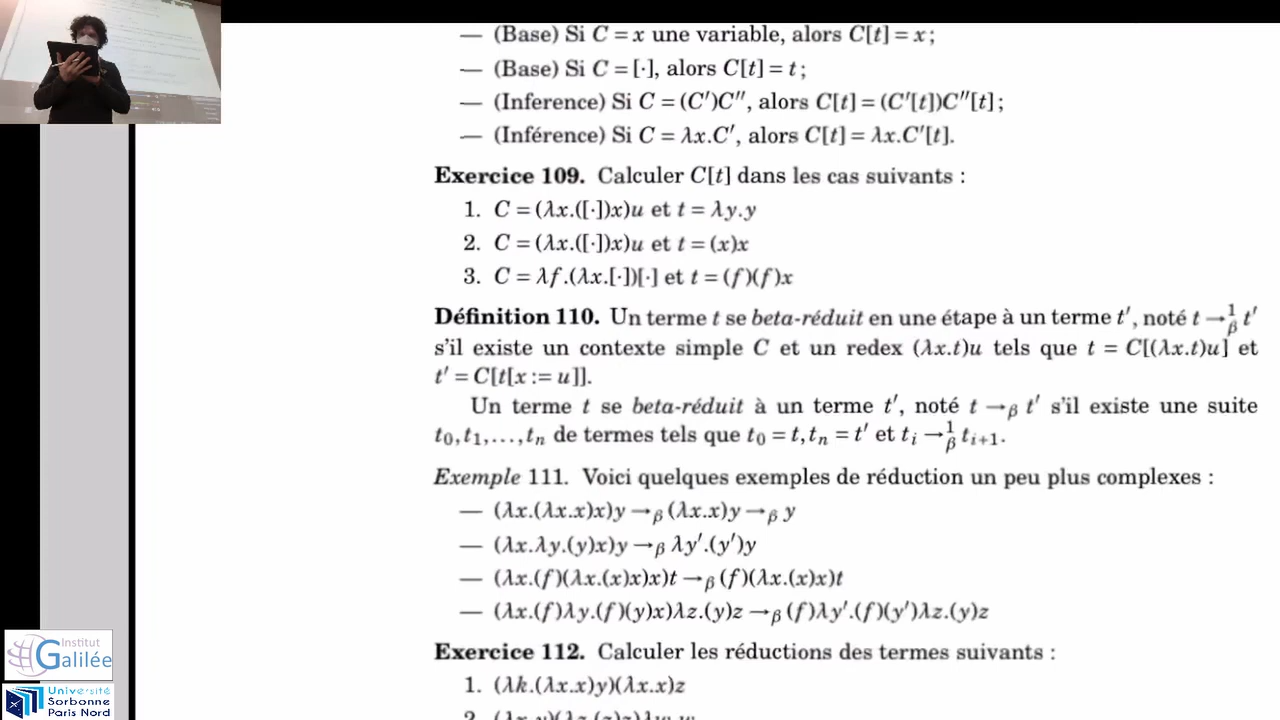 — (Base) Si C = x une variable, alors C[t] = x ;
— (Base) Si C = [·], alors C[t] = t ;
— (Inference) Si C = (C′)C″, alors C[t] = (C′[t])C″[t] ;
— (Inférence) Si C = λx.C′, alors C[t] = λx.C′[t].
Exercice 109. Calculer C[t] dans les cas suivants :
1. C = (λx.([·])x)u et t = λy.y
2. C = (λx.([·])x)u et t = (x)x
3. C = λf.(λx.[·])[·] et t = (f)(f)x
Définition 110. Un terme t se beta-réduit en une étape à un terme t′, noté t →¹β t′
s'il existe un contexte simple C et un redex (λx.t)u tels que t = C[(λx.t)u] et
t′ = C[t[x := u]].
Un terme t se beta-réduit à un terme t′, noté t →β t′ s'il existe une suite
t₀,t₁,…,tₙ de termes tels que t₀ = t, tₙ = t′ et tᵢ →¹β tᵢ₊₁.
Exemple 111. Voici quelques exemples de réduction un peu plus complexes :
— (λx.(λx.x)x)y →β (λx.x)y →β y
— (λx.λy.(y)x)y →β λy′.(y′)y
— (λx.(f)(λx.(x)x)x)t →β (f)(λx.(x)x)t
— (λx.(f)λy.(f)(y)x)λz.(y)z →β (f)λy′.(f)(y′)λz.(y)z
Exercice 112. Calculer les réductions des termes suivants :
1. (λk.(λx.x)y)(λx.x)z
Institut
Galilée
Université
Sorbonne
Paris Nord